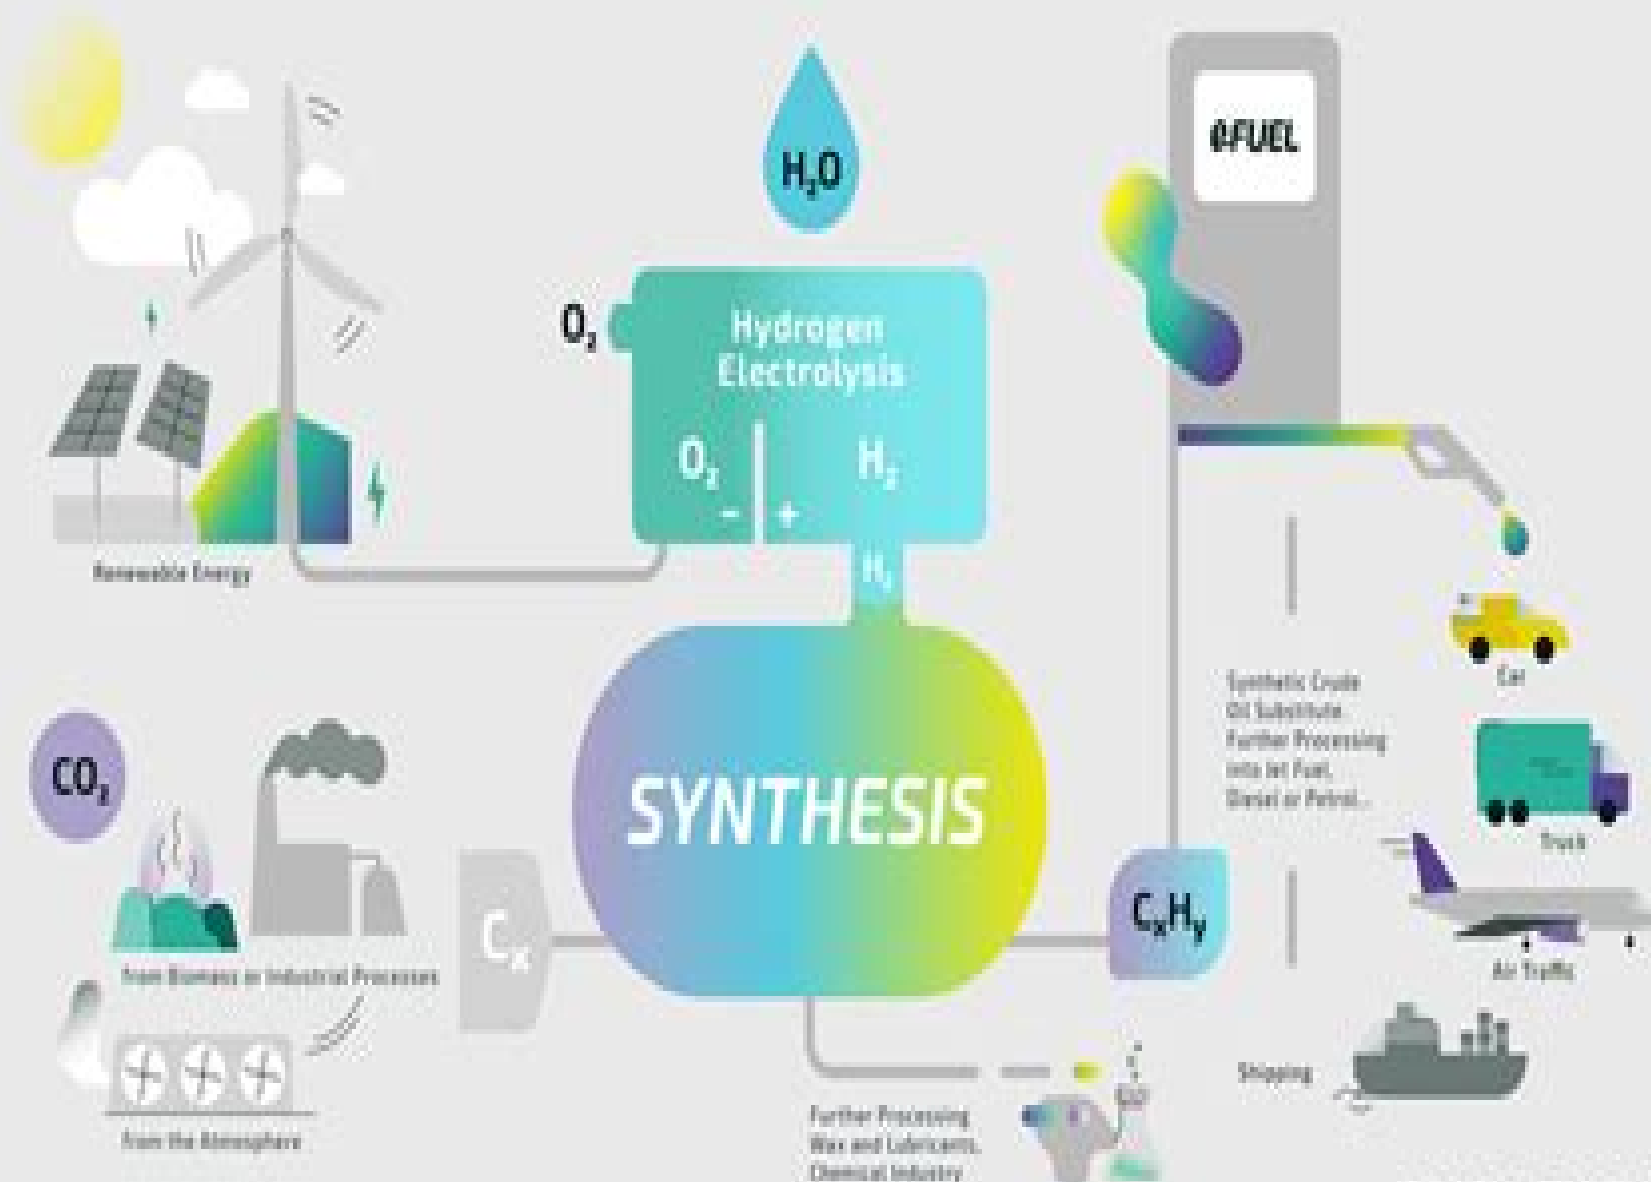 H₂O
eFUEL
O₂
Hydrogen
Electrolysis
O₂
H₂
- +
H₂
Renewable Energy
SYNTHESIS
CO₂
from Biomass or Industrial Processes
from the Atmosphere
Cₓ
CₓHᵧ
Synthetic Crude
Oil Substitute.
Further Processing
into Jet Fuel,
Diesel or Petrol...
Car
Truck
Air Traffic
Shipping
Further Processing
Wax and Lubricants,
Chemical Industry